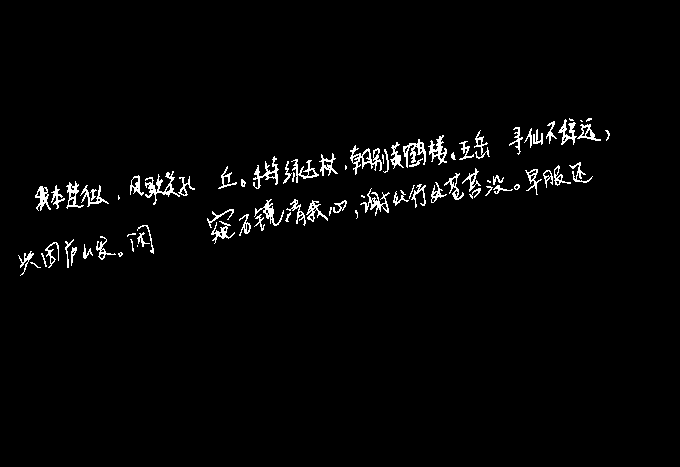 我本楚狂人，凤歌笑孔 丘。手持绿玉杖，朝别黄鹤楼。五岳 寻仙不辞远，
兴因庐山发。闲 窥石镜清我心，谢公行处苍苔没。早服还